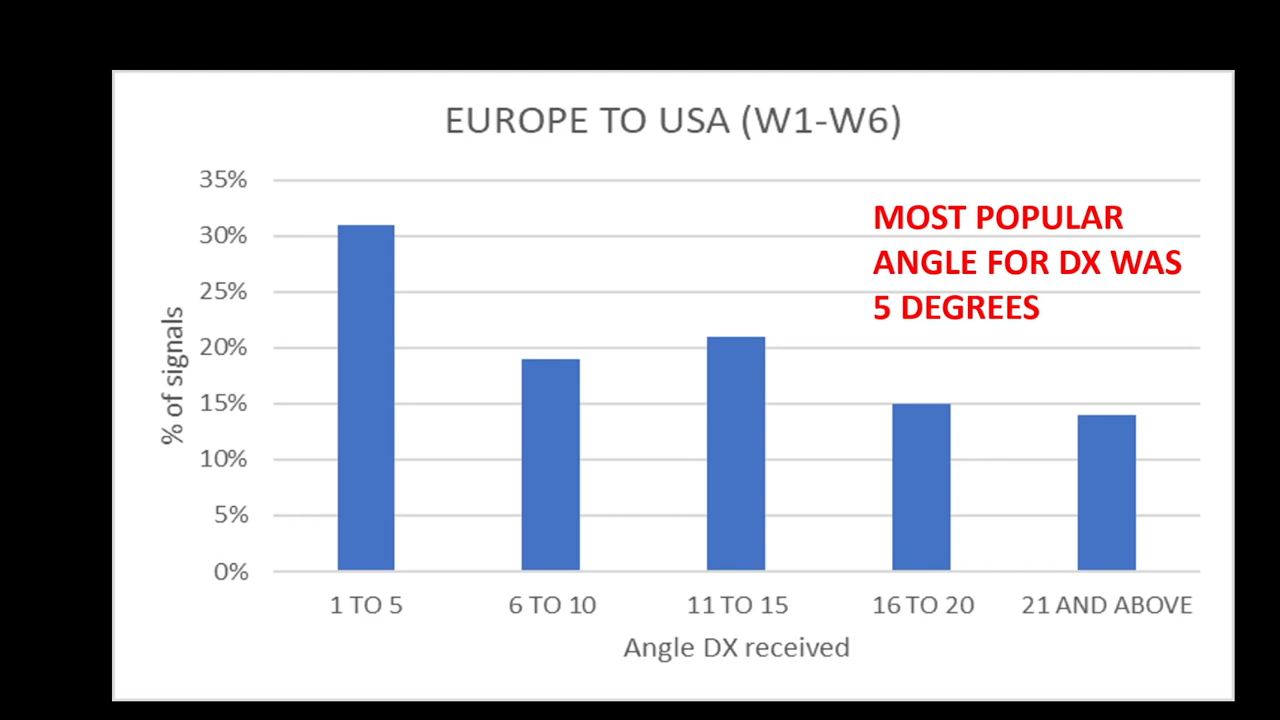 EUROPE TO USA (W1-W6)
35%
30%
25%
20%
15%
10%
5%
0%
% of signals
MOST POPULAR
ANGLE FOR DX WAS
5 DEGREES
1 TO 5
6 TO 10
11 TO 15
16 TO 20
21 AND ABOVE
Angle DX received